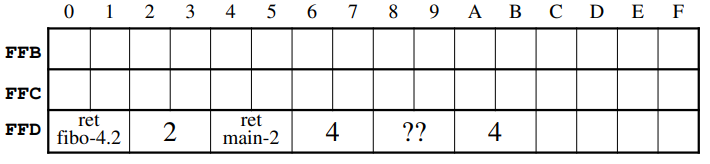 0 1 2 3 4 5 6 7 8 9 A B C D E F
FFB
FFC
FFD ret fibo-4.2 2 ret main-2 4 ?? 4